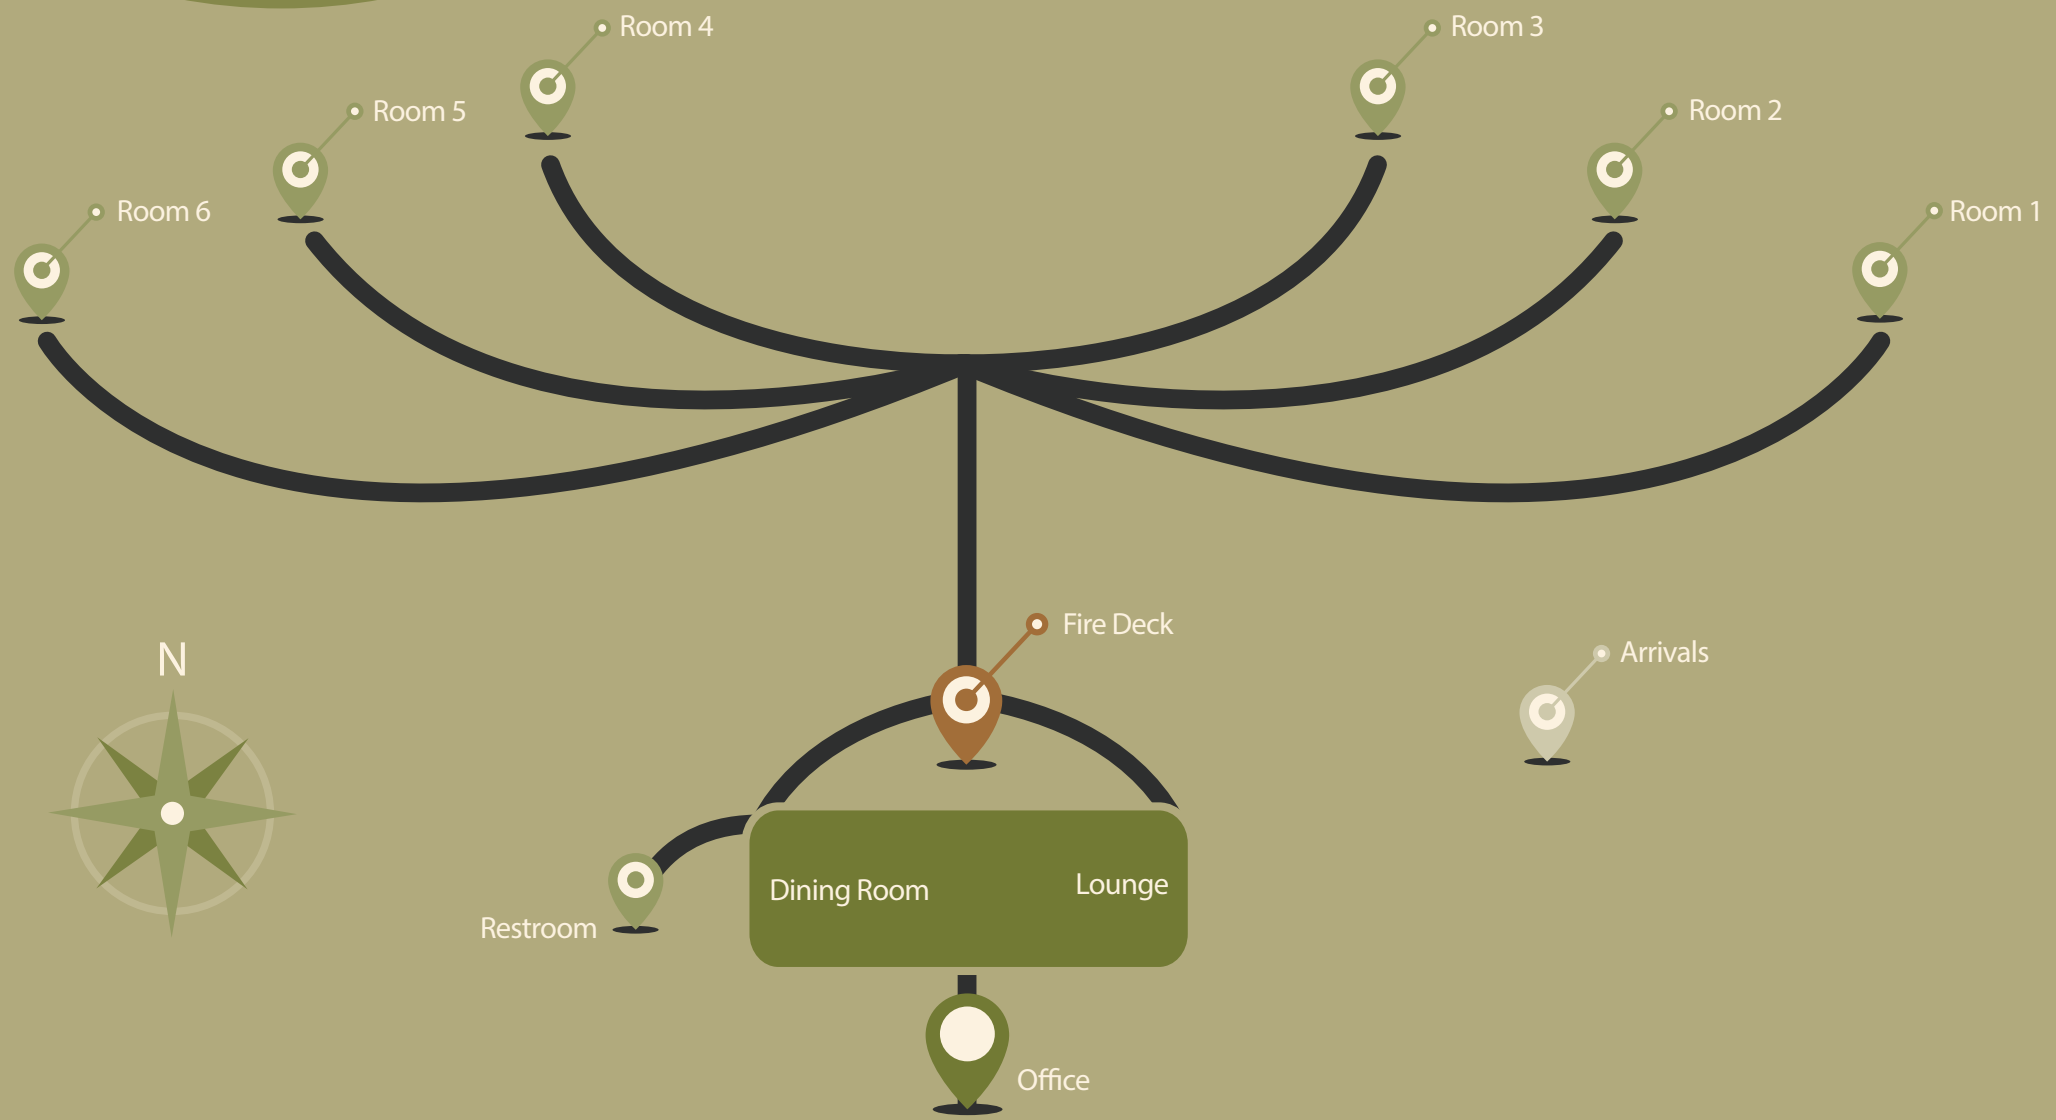 Room 4
Room 3
Room 5
Room 2
Room 6
Room 1
Fire Deck
N
Arrivals
Dining Room
Lounge
Restroom
Office